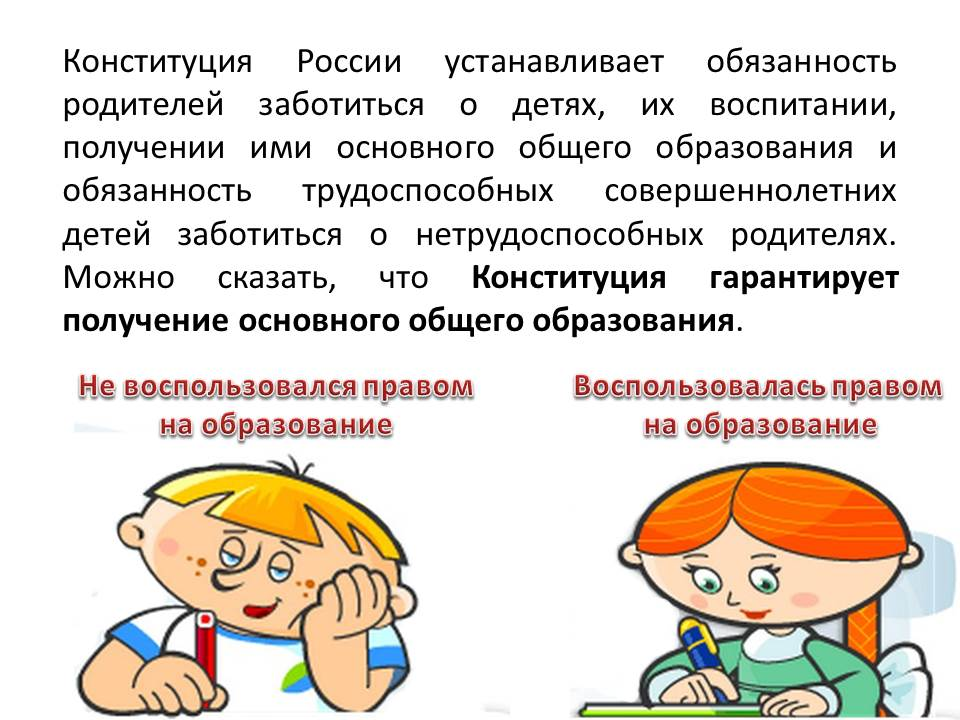 Конституция России устанавливает обязанность
родителей заботиться о детях, их воспитании,
получении ими основного общего образования и
обязанность трудоспособных совершеннолетних
детей заботиться о нетрудоспособных родителях.
Можно сказать, что Конституция гарантирует
получение основного общего образования.
Не воспользовался правом
на образование
Воспользовалась правом
на образование